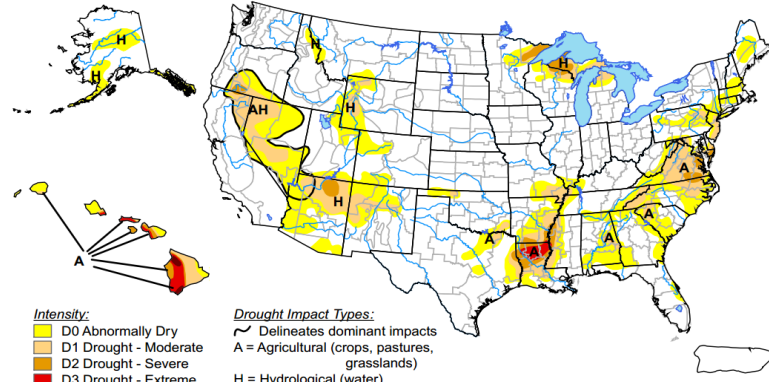 H
H
H
H
AH
H
H
A
A
A
A
A
A
Intensity:
D0 Abnormally Dry
D1 Drought - Moderate
D2 Drought - Severe
D3 Drought - Extreme
Drought Impact Types:
Delineates dominant impacts
A = Agricultural (crops, pastures,
grasslands)
H = Hydrological (water)